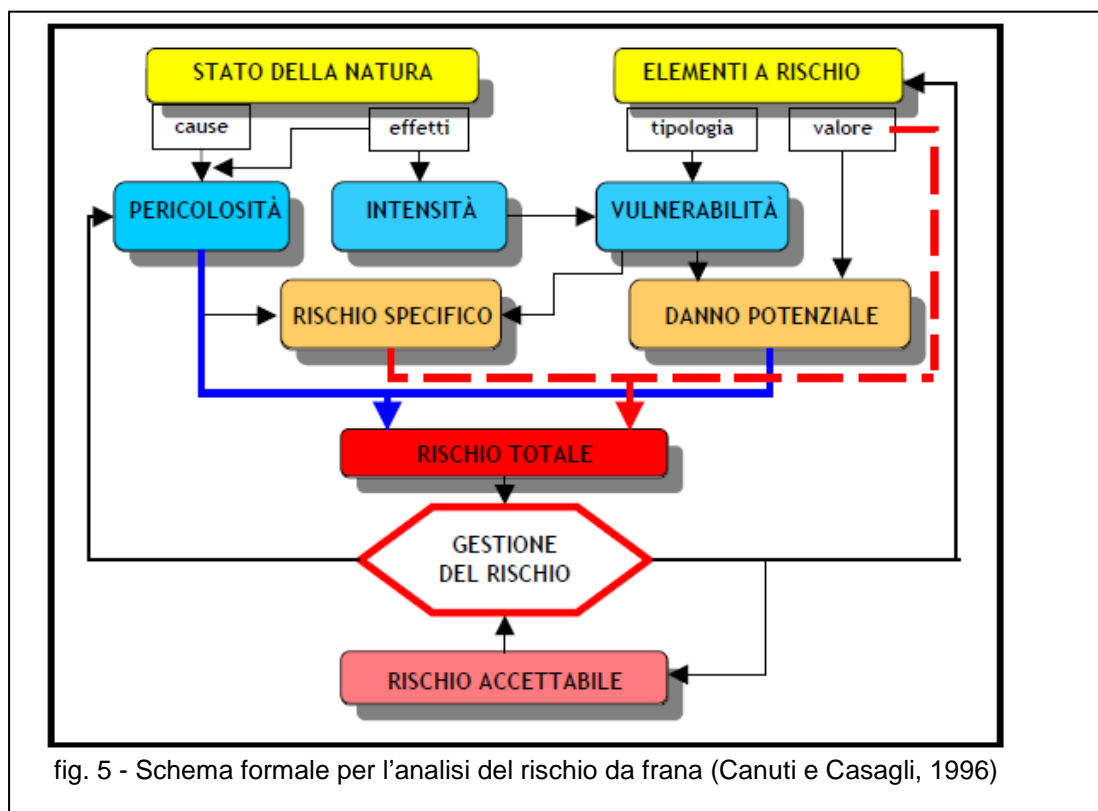 STATO DELLA NATURA
ELEMENTI A RISCHIO
cause
effetti
tipologia
valore
PERICOLOSITÀ
INTENSITÀ
VULNERABILITÀ
RISCHIO SPECIFICO
DANNO POTENZIALE
RISCHIO TOTALE
GESTIONE
DEL RISCHIO
RISCHIO ACCETTABILE
fig. 5 - Schema formale per l'analisi del rischio da frana (Canuti e Casagli, 1996)